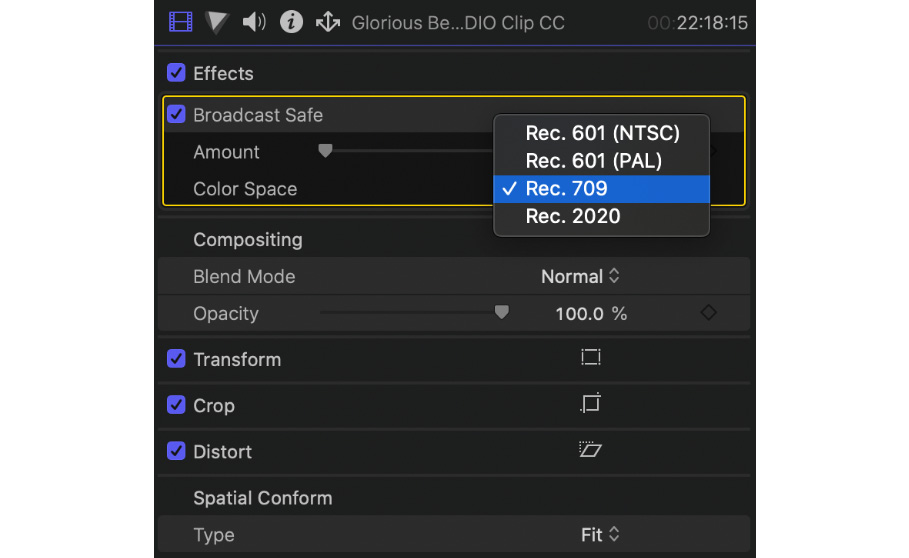 Glorious Be...DIO Clip CC 00:22:18:15
Effects
Broadcast Safe
Amount
Color Space
Rec. 601 (NTSC)
Rec. 601 (PAL)
✓ Rec. 709
Rec. 2020
Compositing
Blend Mode Normal
Opacity 100.0 %
Transform
Crop
Distort
Spatial Conform
Type Fit